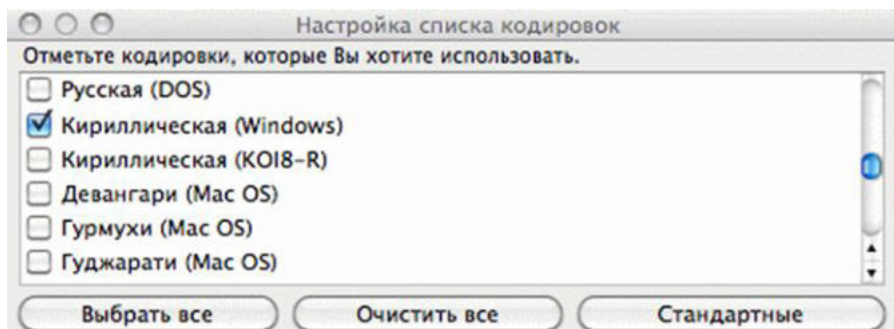 Настройка списка кодировок
Отметьте кодировки, которые Вы хотите использовать.
Русская (DOS)
Кириллическая (Windows)
Кириллическая (KOI8-R)
Девангари (Mac OS)
Гурмухи (Mac OS)
Гуджарати (Mac OS)
Выбрать все Очистить все Стандартные